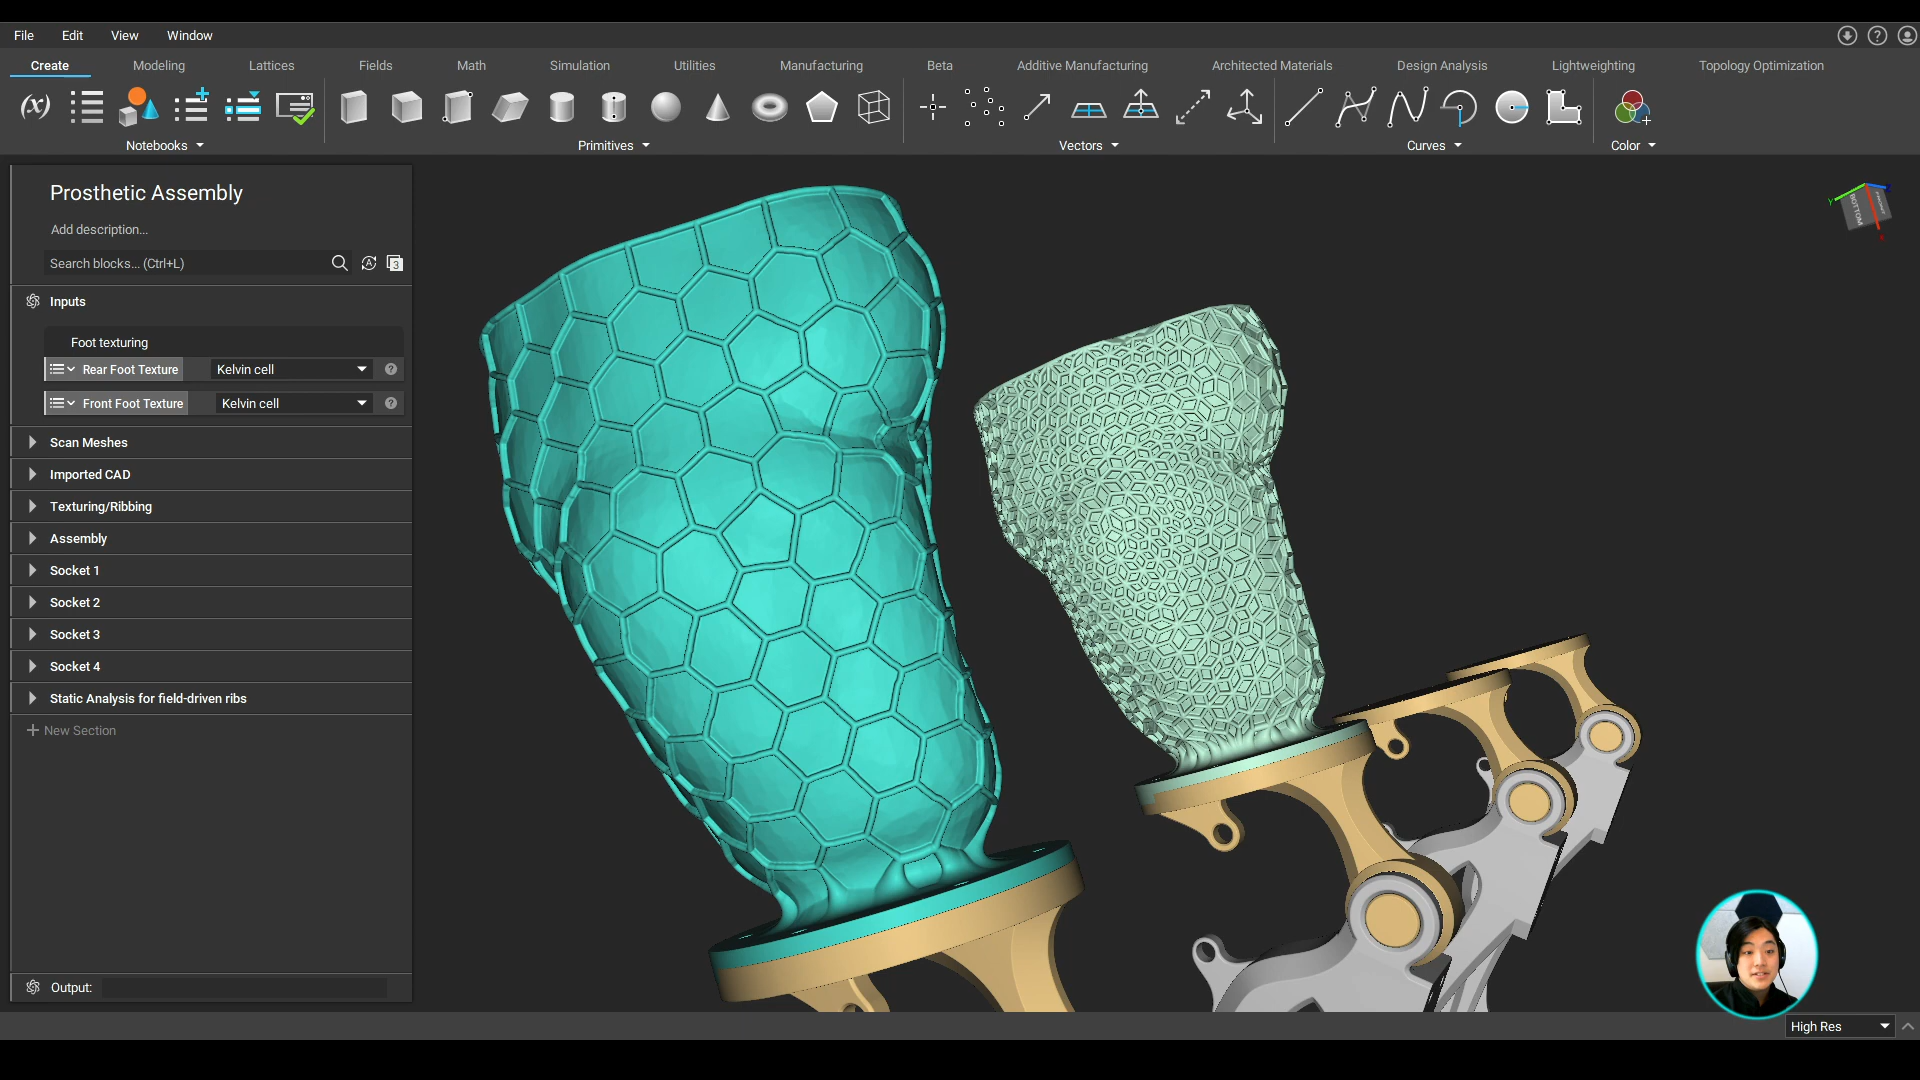 File Edit View Window
Create Modeling Lattices Fields Math Simulation Utilities Manufacturing Beta Additive Manufacturing Architected Materials Design Analysis Lightweighting Topology Optimization
Notebooks Primitives Vectors Curves Color
Prosthetic Assembly
Add description...
Search blocks... (Ctrl+L)
3
Inputs
Foot texturing
Rear Foot Texture Kelvin cell
Front Foot Texture Kelvin cell
Scan Meshes
Imported CAD
Texturing/Ribbing
Assembly
Socket 1
Socket 2
Socket 3
Socket 4
Static Analysis for field-driven ribs
New Section
Output:
Y
BOTTOM
High Res